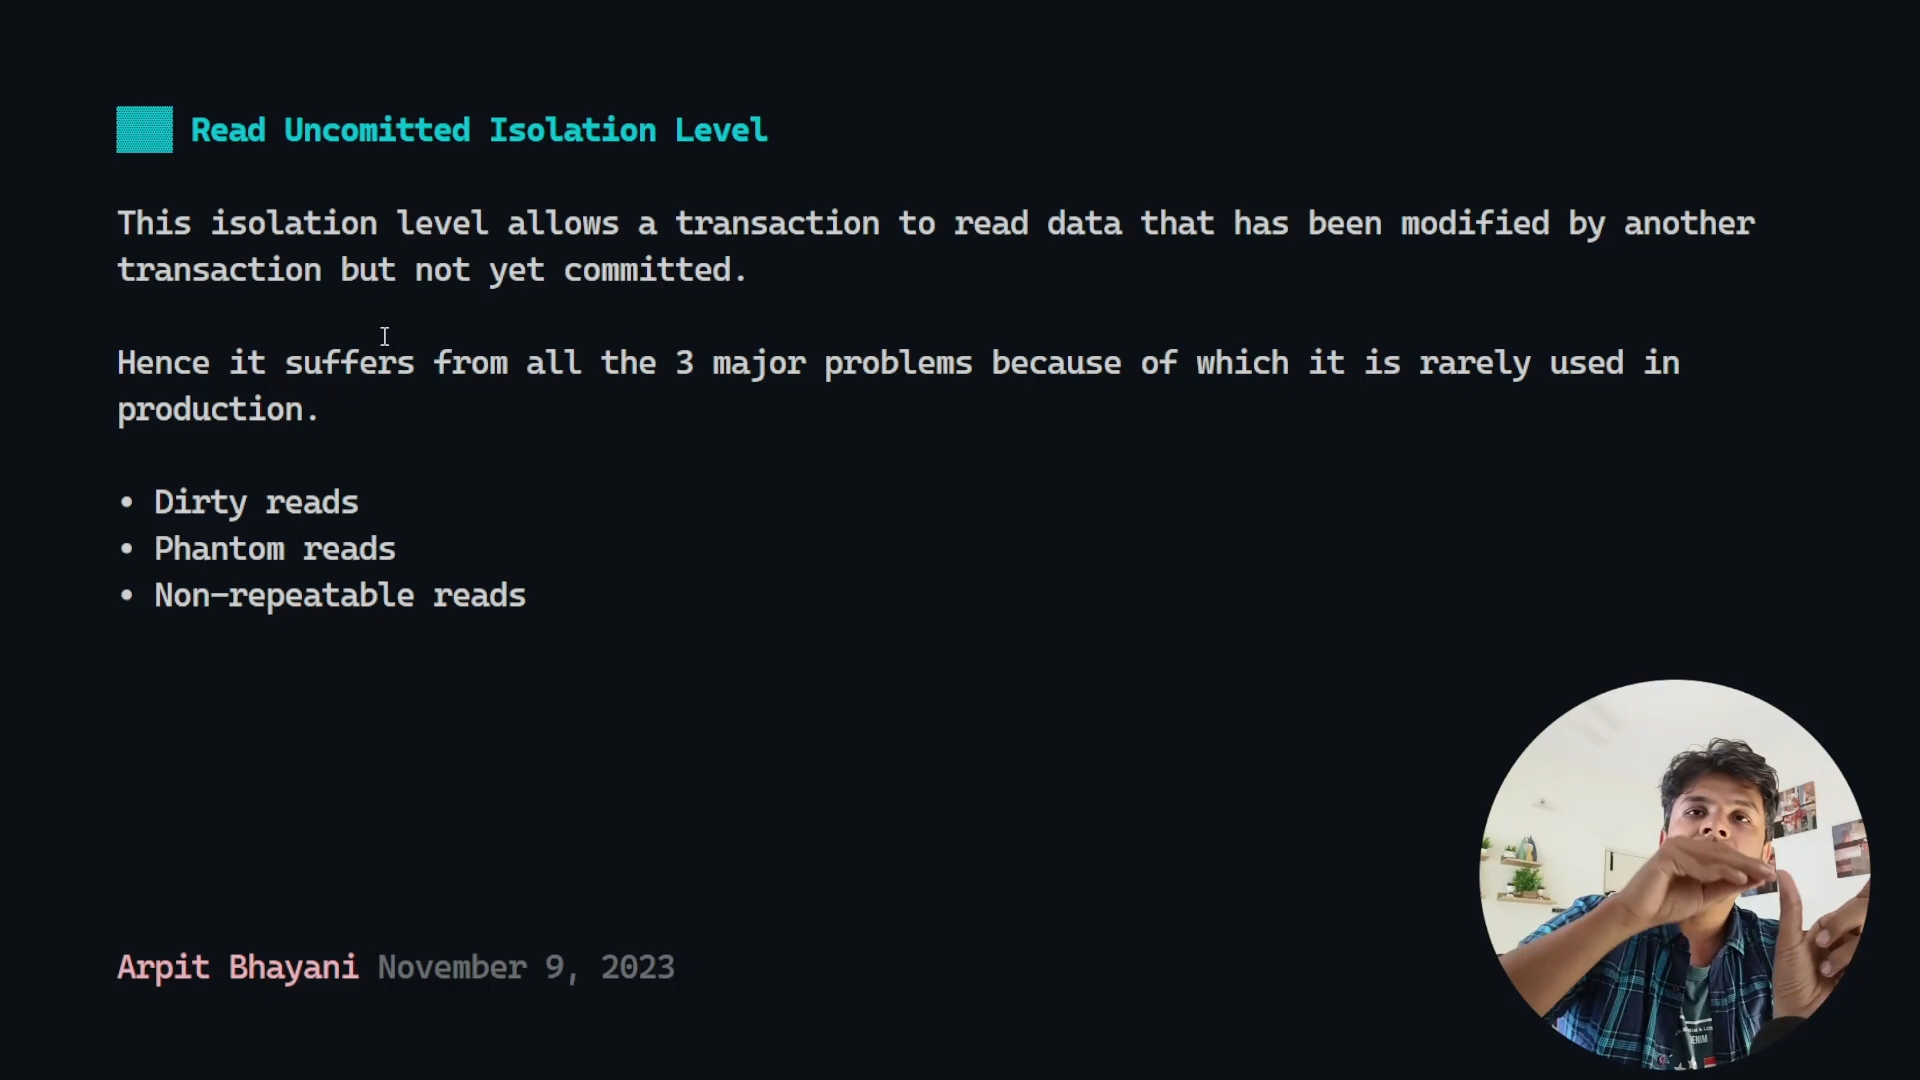 Read Uncomitted Isolation Level
This isolation level allows a transaction to read data that has been modified by another
transaction but not yet committed.
Hence it suffers from all the 3 major problems because of which it is rarely used in
production.
• Dirty reads
• Phantom reads
• Non-repeatable reads
Arpit Bhayani November 9, 2023